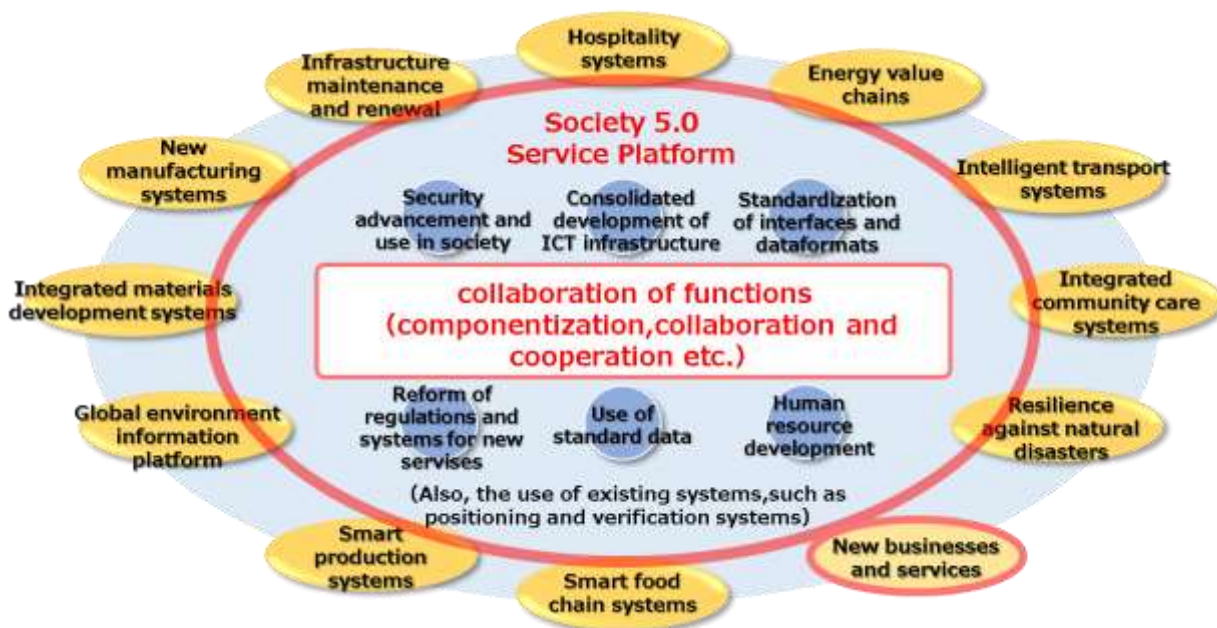 Hospitality
systems
Infrastructure
maintenance
and renewal
Energy value
chains
New
manufacturing
systems
Society 5.0
Service Platform
Intelligent transport
systems
Security
advancement and
use in society
Consolidated
development of
ICT infrastructure
Standardization
of interfaces and
dataformats
Integrated materials
development systems
collaboration of functions
(componentization,collaboration and
cooperation etc.)
Integrated
community care
systems
Global environment
information
platform
Reform of
regulations and
systems for new
servises
Use of
standard data
Human
resource
development
Resilience
against natural
disasters
(Also, the use of existing systems,such as
positioning and verification systems)
Smart
production
systems
Smart food
chain systems
New businesses
and services